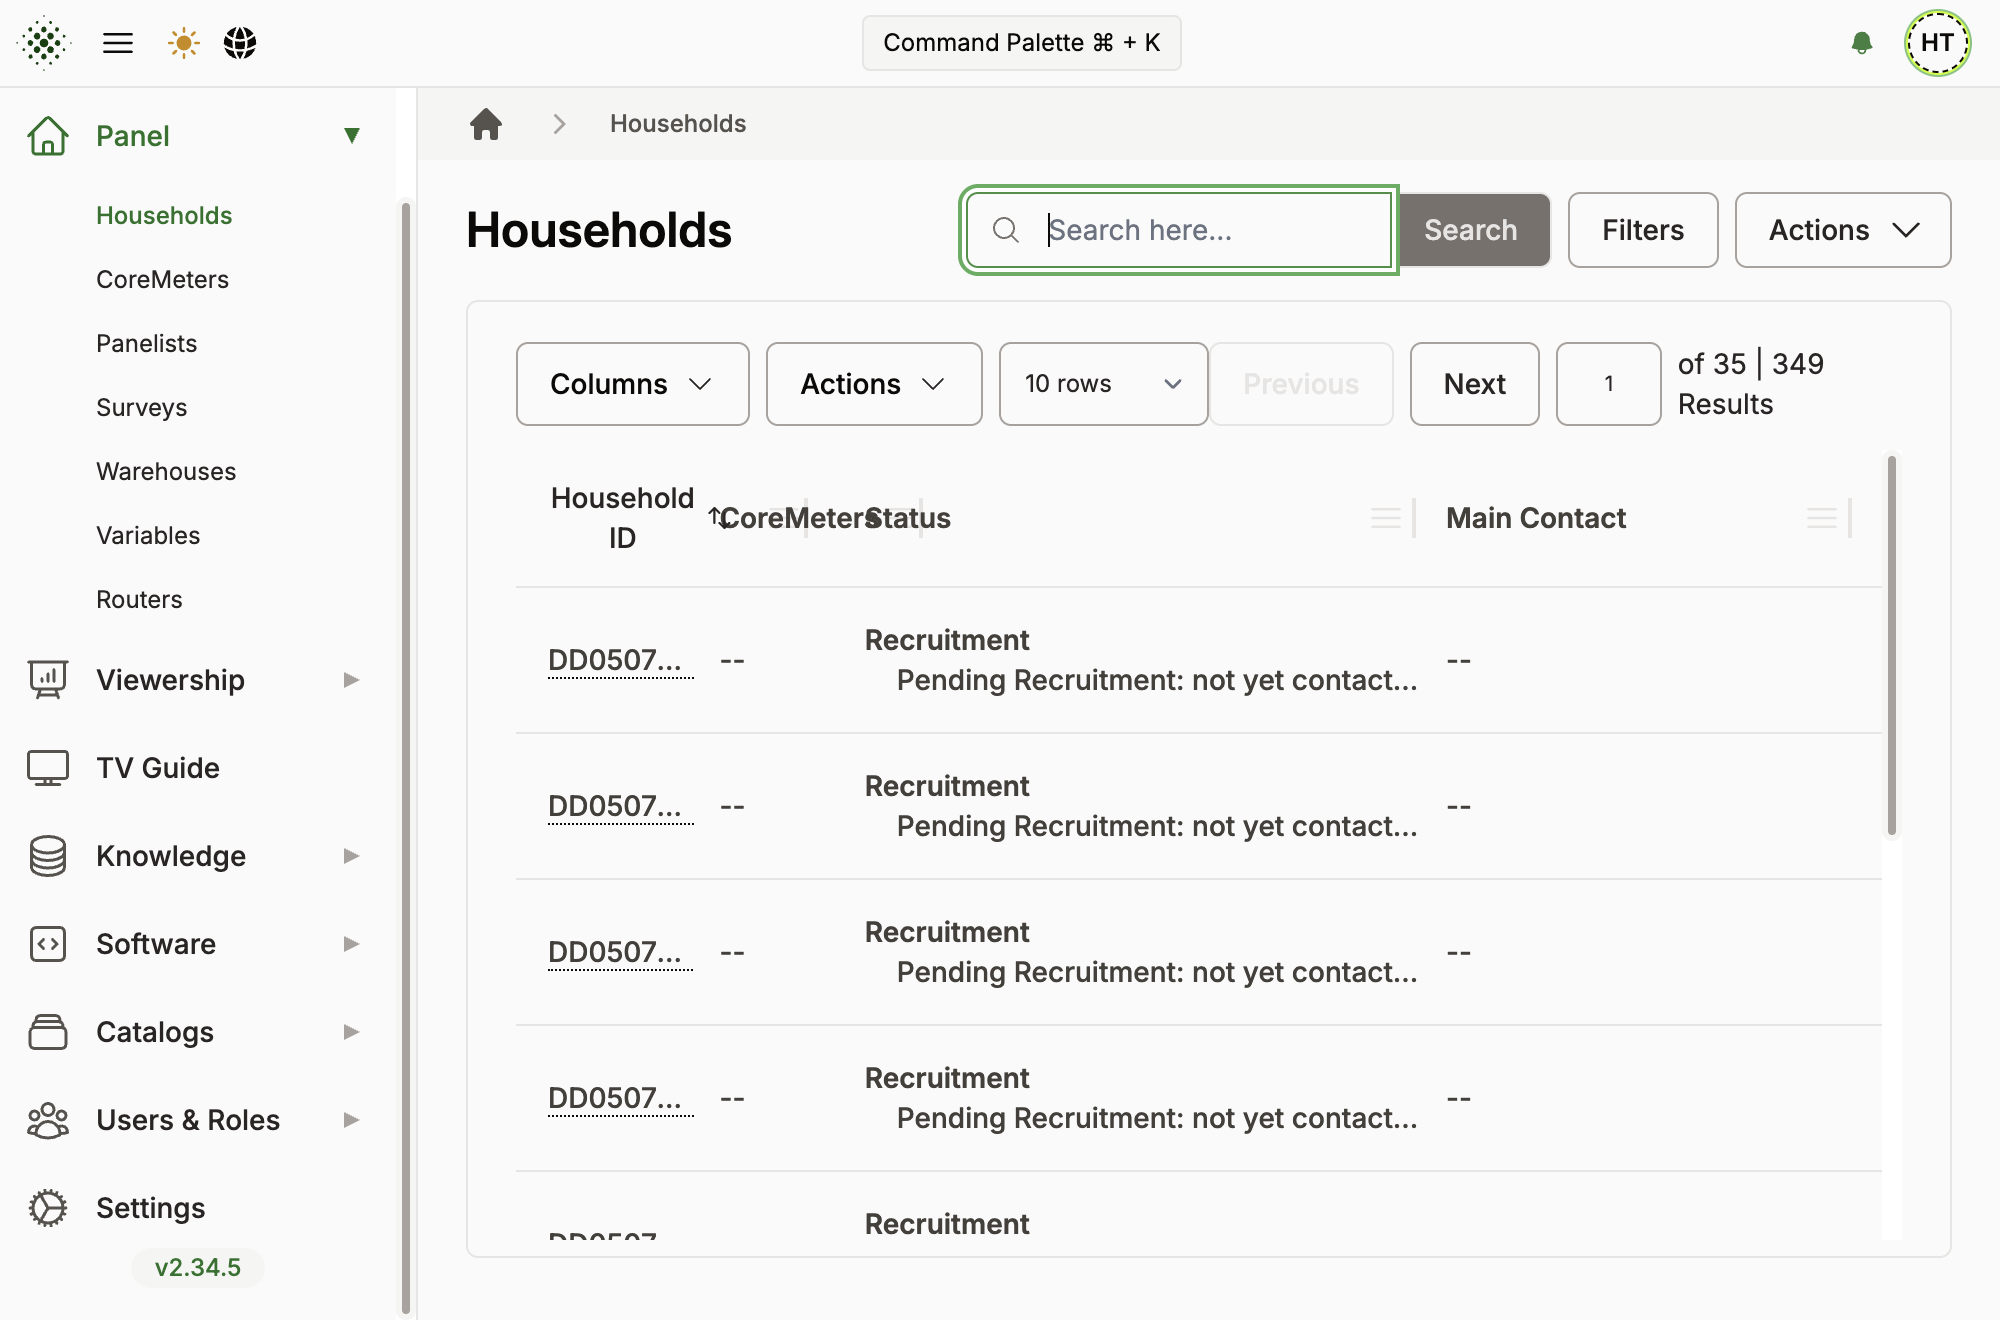 Command Palette ⌘ + K
HT
Panel
Households
CoreMeters
Panelists
Surveys
Warehouses
Variables
Routers
Viewership
TV Guide
Knowledge
Software
Catalogs
Users & Roles
Settings
v2.34.5
Households
Households
Search here...
Search
Filters
Actions
Columns
Actions
10 rows
Previous
Next
1
of 35 | 349
Results
Household
ID
CoreMeters
Status
Main Contact
DD0507...
--
Recruitment
Pending Recruitment: not yet contact...
--
DD0507...
--
Recruitment
Pending Recruitment: not yet contact...
--
DD0507...
--
Recruitment
Pending Recruitment: not yet contact...
--
DD0507...
--
Recruitment
Pending Recruitment: not yet contact...
--
Recruitment